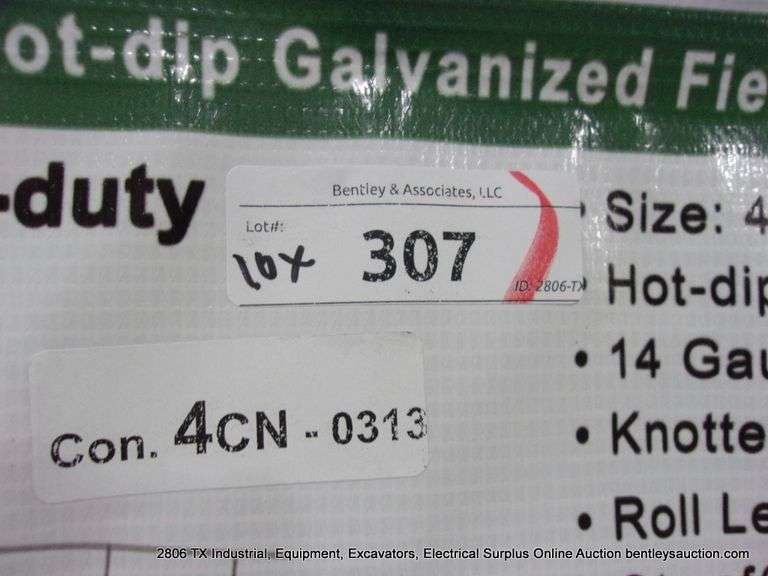 ot-dip Galvanized Fie
-duty
Bentley & Associates, LLC
Lot#:
10X 307
ID: 2806-TX
Con. 4CN - 0313
Size: 4
• Hot-dip
• 14 Gau
• Knotte
• Roll Le
2806 TX Industrial, Equipment, Excavators, Electrical Surplus Online Auction bentleysauction.com